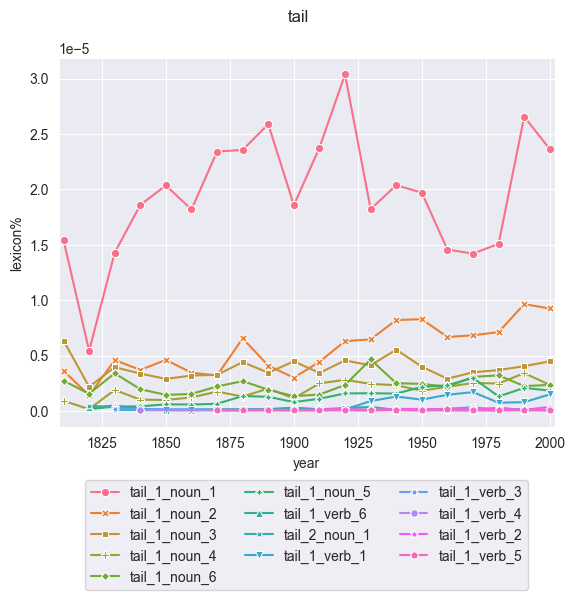 tail
1e−5
3.0
2.5
2.0
1.5
1.0
0.5
0.0
lexicon%
1825 1850 1875 1900 1925 1950 1975 2000
year
tail_1_noun_1 tail_1_noun_5 tail_1_verb_3
tail_1_noun_2 tail_1_verb_6 tail_1_verb_4
tail_1_noun_3 tail_2_noun_1 tail_1_verb_2
tail_1_noun_4 tail_1_verb_1 tail_1_verb_5
tail_1_noun_6